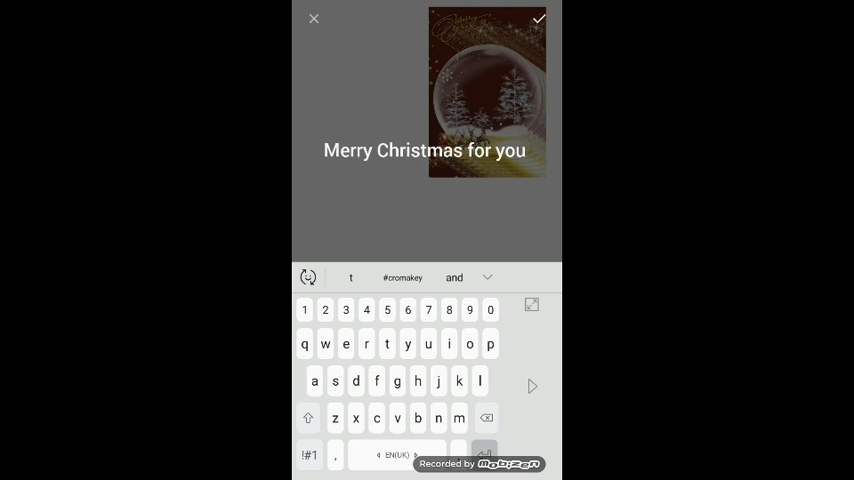 Merry Christmas for you
t #cromakey and
1 2 3 4 5 6 7 8 9 0
q w e r t y u i o p
a s d f g h j k l
z x c v b n m
!#1 , EN(UK)
Recorded by mobizen